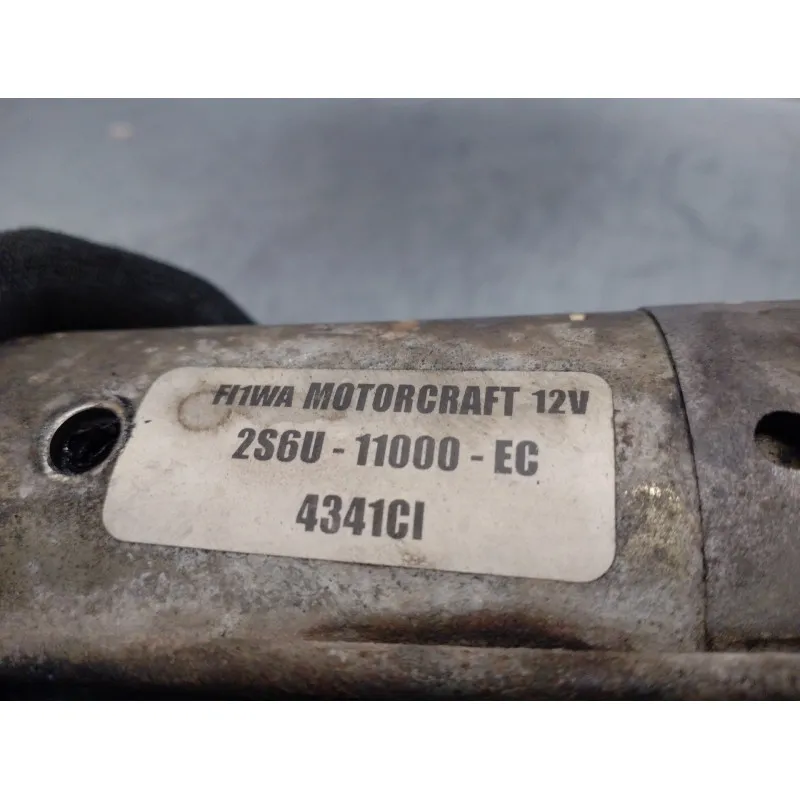 FI1WA MOTORCRAFT 12V
2S6U - 11000 - EC
4341CI